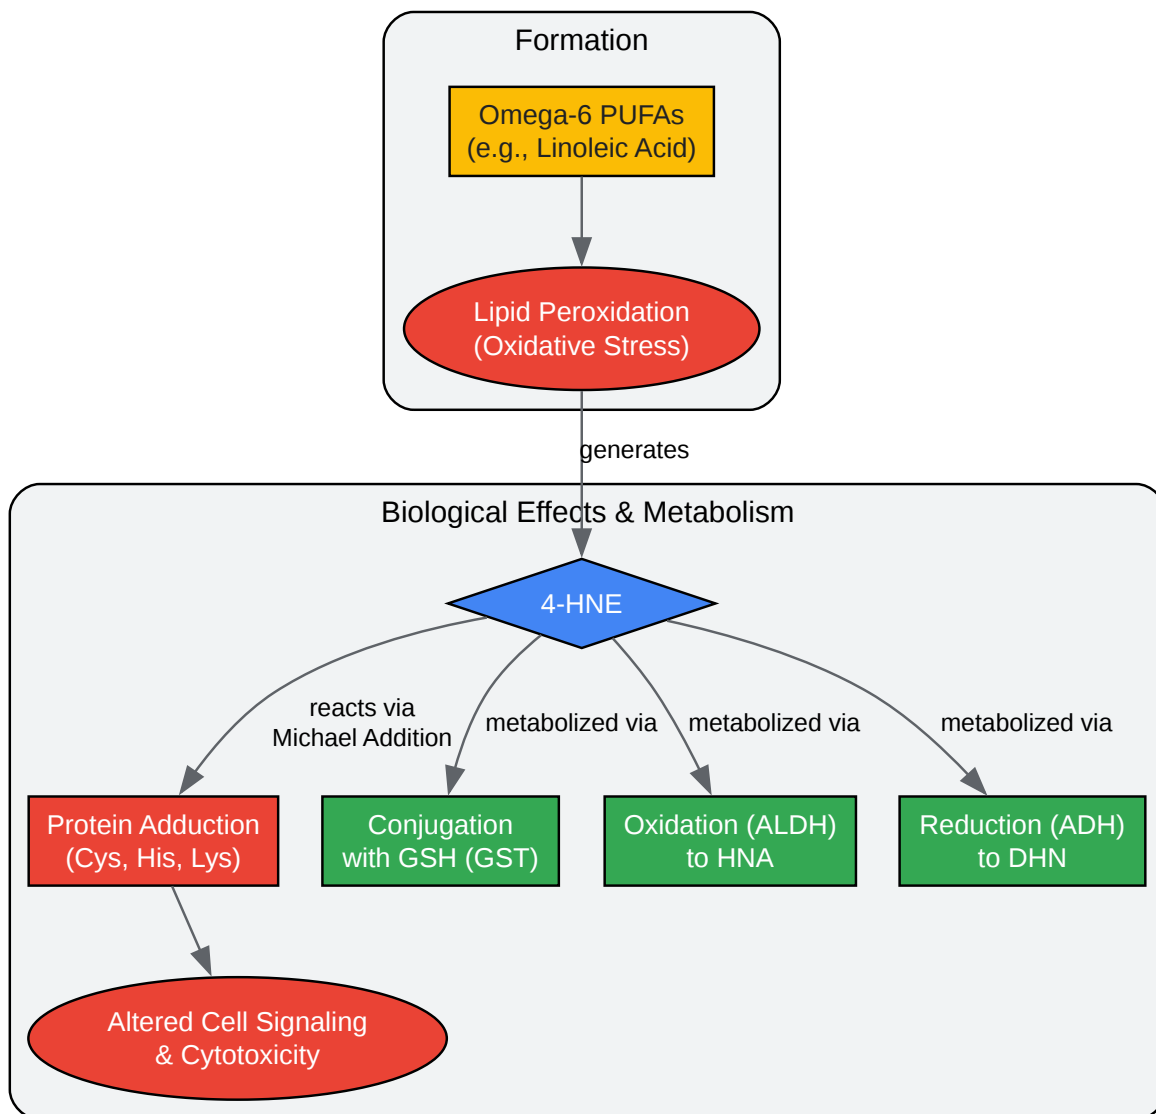 Formation
Omega-6 PUFAs
(e.g., Linoleic Acid)
Lipid Peroxidation
(Oxidative Stress)
generates
Biological Effects & Metabolism
4-HNE
reacts via
Michael Addition
metabolized via
metabolized via
metabolized via
Protein Adduction
(Cys, His, Lys)
Conjugation
with GSH (GST)
Oxidation (ALDH)
to HNA
Reduction (ADH)
to DHN
Altered Cell Signaling
& Cytotoxicity